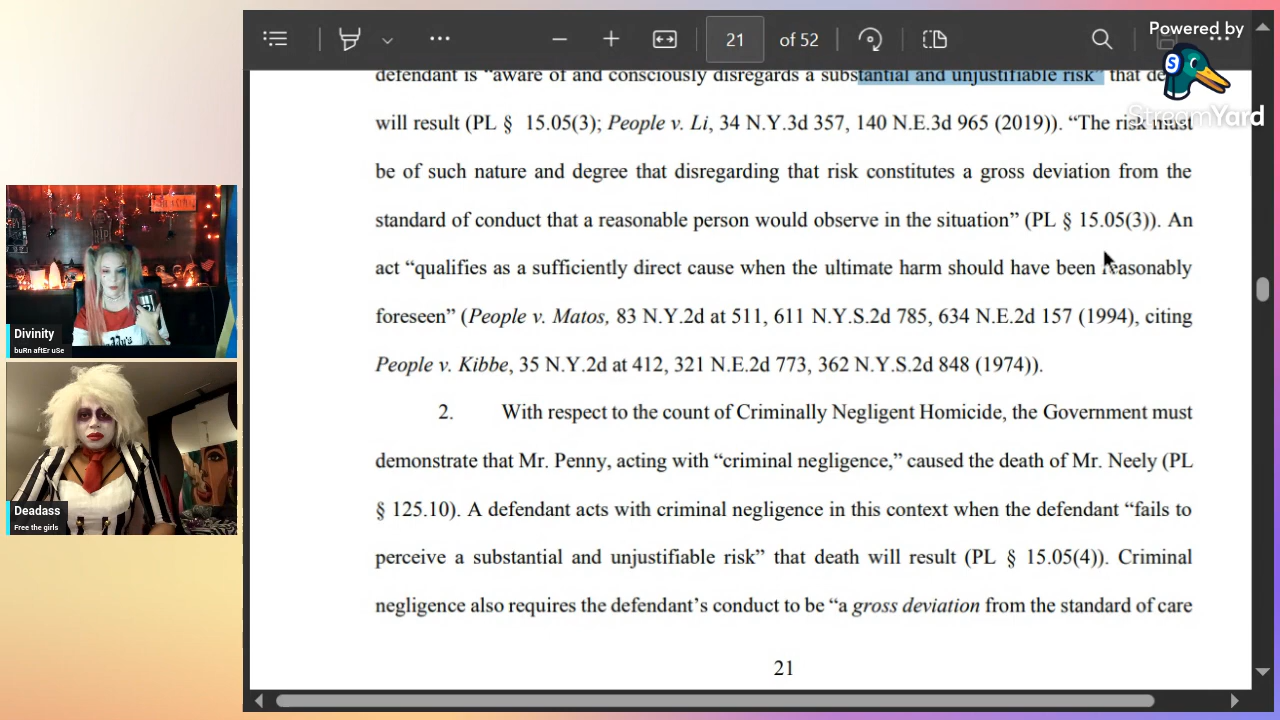 21 of 52
Powered by
StreamYard
defendant is “aware of and consciously disregards a substantial and unjustifiable risk” that
will result (PL § 15.05(3); People v. Li, 34 N.Y.3d 357, 140 N.E.3d 965 (2019)). “The risk must
be of such nature and degree that disregarding that risk constitutes a gross deviation from the
standard of conduct that a reasonable person would observe in the situation” (PL § 15.05(3)). An
act “qualifies as a sufficiently direct cause when the ultimate harm should have been reasonably
foreseen” (People v. Matos, 83 N.Y.2d at 511, 611 N.Y.S.2d 785, 634 N.E.2d 157 (1994), citing
People v. Kibbe, 35 N.Y.2d at 412, 321 N.E.2d 773, 362 N.Y.S.2d 848 (1974)).
2. With respect to the count of Criminally Negligent Homicide, the Government must
demonstrate that Mr. Penny, acting with “criminal negligence,” caused the death of Mr. Neely (PL
§ 125.10). A defendant acts with criminal negligence in this context when the defendant “fails to
perceive a substantial and unjustifiable risk” that death will result (PL § 15.05(4)). Criminal
negligence also requires the defendant’s conduct to be “a gross deviation from the standard of care
21
Divinity
buRn aftEr uSe
Deadass
Free the girls